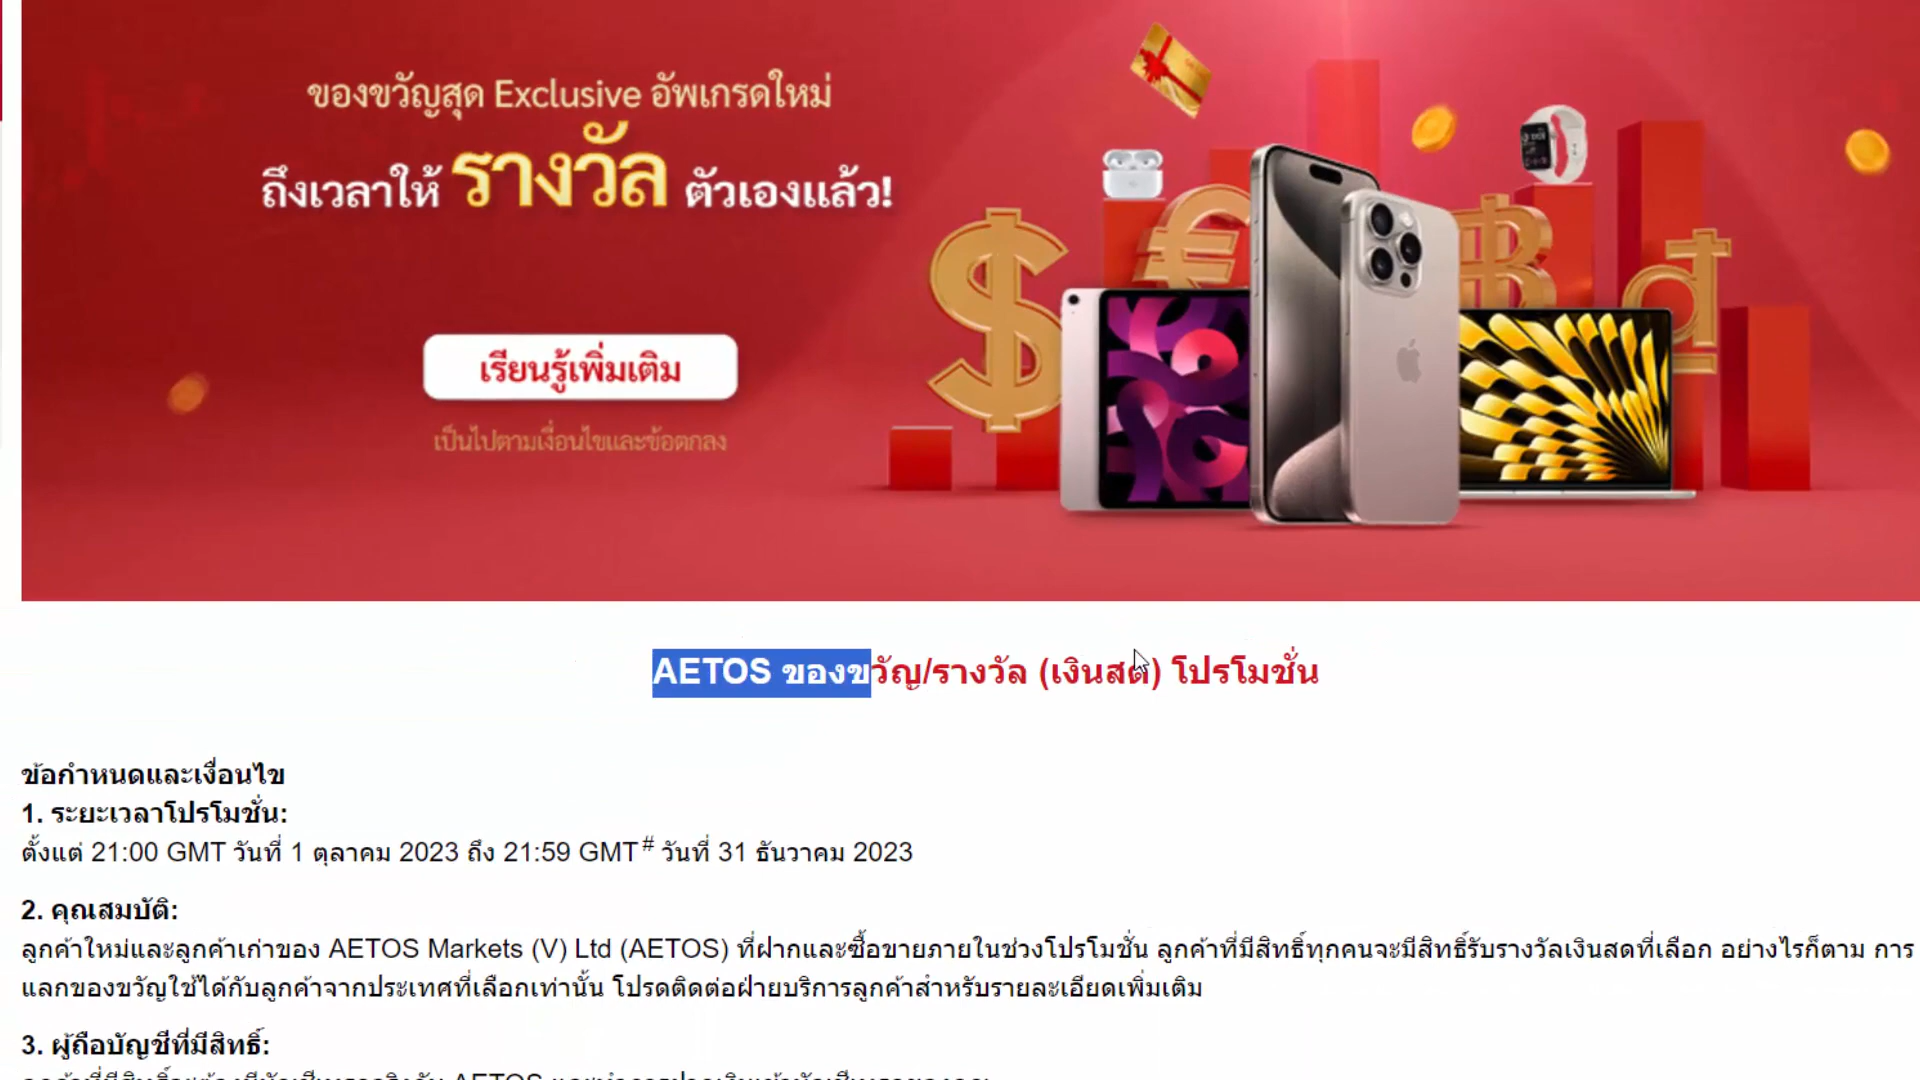 ของขวัญสุด Exclusive อัพเกรดใหม่
ถึงเวลาให้ รางวัล ตัวเองแล้ว!
เรียนรู้เพิ่มเติม
เป็นไปตามเงื่อนไขและข้อตกลง
AETOS ของขวัญ/รางวัล (เงินสด) โปรโมชั่น
ข้อกำหนดและเงื่อนไข
1. ระยะเวลาโปรโมชั่น:
ตั้งแต่ 21:00 GMT วันที่ 1 ตุลาคม 2023 ถึง 21:59 GMT# วันที่ 31 ธันวาคม 2023
2. คุณสมบัติ:
ลูกค้าใหม่และลูกค้าเก่าของ AETOS Markets (V) Ltd (AETOS) ที่ฝากและซื้อขายภายในช่วงโปรโมชั่น ลูกค้าที่มีสิทธิ์ทุกคนจะมีสิทธิ์รับรางวัลเงินสดที่เลือก อย่างไรก็ตาม การ
แลกของขวัญใช้ได้กับลูกค้าจากประเทศที่เลือกเท่านั้น โปรดติดต่อฝ่ายบริการลูกค้าสำหรับรายละเอียดเพิ่มเติม
3. ผู้ถือบัญชีที่มีสิทธิ์: